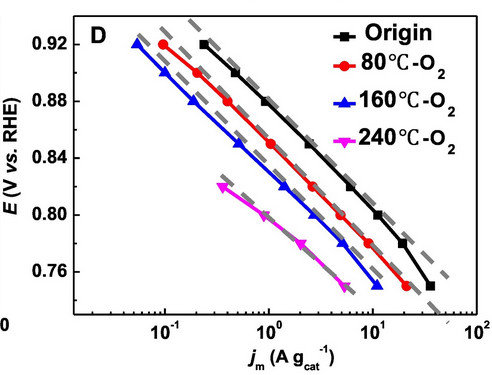 D
Origin
80℃-O₂
160℃-O₂
240℃-O₂
0.92
0.88
0.84
0.80
0.76
E (V vs. RHE)
0
10⁻¹
10⁰
10¹
10²
jₘ (A g_cat⁻¹)